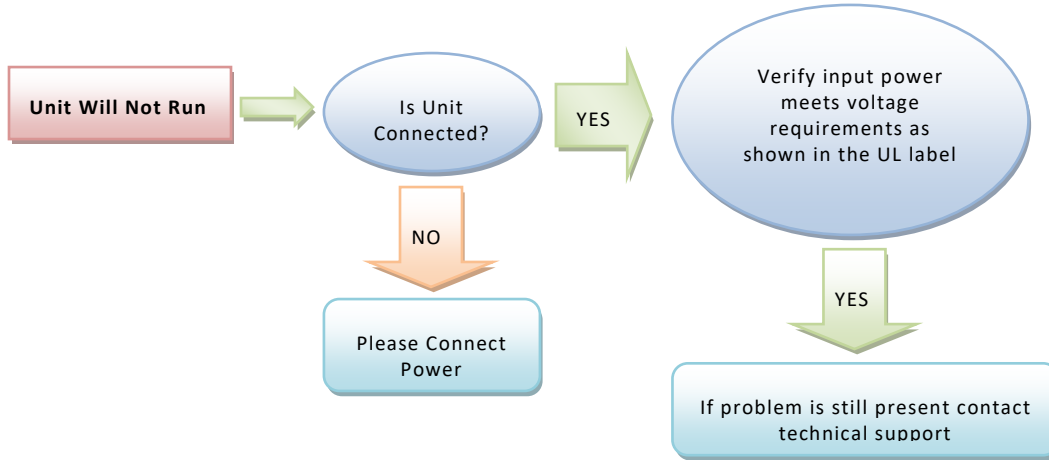 Unit Will Not Run
Is Unit
Connected?
YES
Verify input power
meets voltage
requirements as
shown in the UL label
NO
YES
Please Connect
Power
If problem is still present contact
technical support